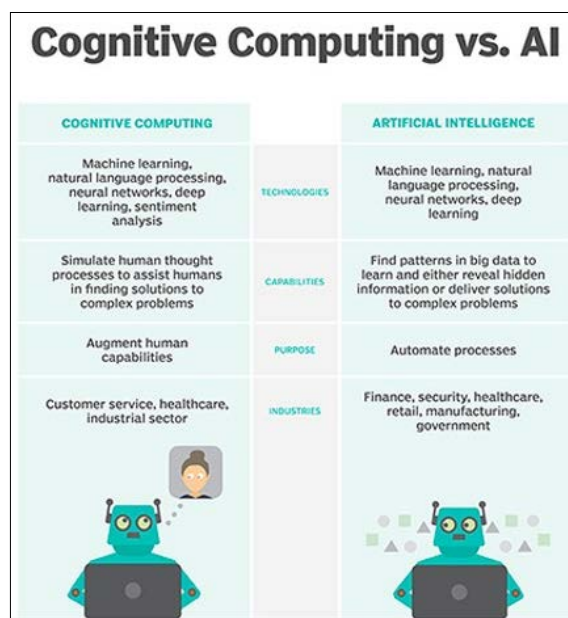 Cognitive Computing vs. AI
COGNITIVE COMPUTING
ARTIFICIAL INTELLIGENCE
Machine learning,
natural language processing,
neural networks, deep
learning, sentiment
analysis
TECHNOLOGIES
Machine learning, natural
language processing,
neural networks, deep
learning
Simulate human thought
processes to assist humans
in finding solutions to
complex problems
CAPABILITIES
Find patterns in big data to
learn and either reveal hidden
information or deliver solutions
to complex problems
Augment human
capabilities
PURPOSE
Automate processes
Customer service, healthcare,
industrial sector
INDUSTRIES
Finance, security, healthcare,
retail, manufacturing,
government